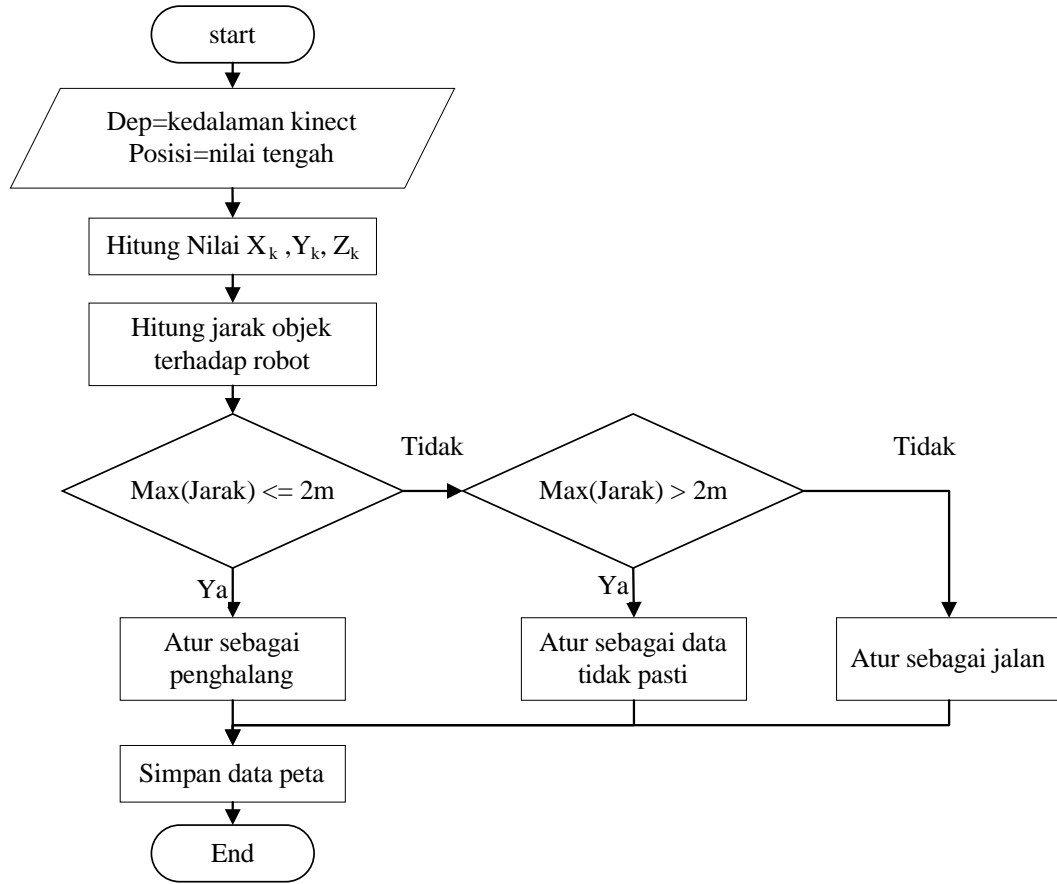 start
Dep=kedalaman kinect
Posisi=nilai tengah
Hitung Nilai Xₖ ,Yₖ, Zₖ
Hitung jarak objek
terhadap robot
Max(Jarak) <= 2m
Tidak
Max(Jarak) > 2m
Tidak
Ya
Ya
Atur sebagai
penghalang
Atur sebagai data
tidak pasti
Atur sebagai jalan
Simpan data peta
End